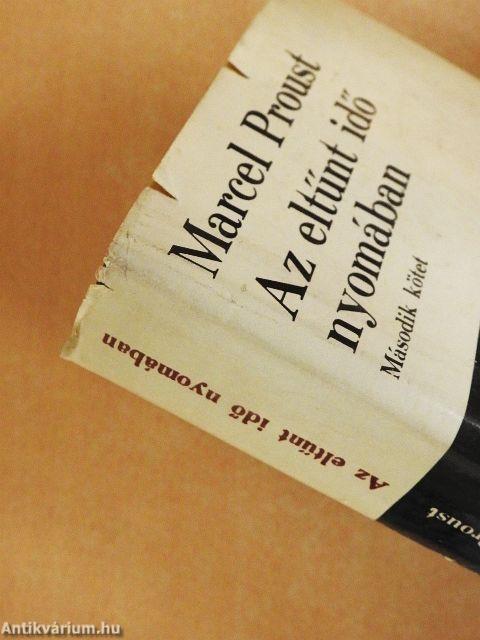 Marcel Proust
Az eltűnt idő
nyomában
Második kötet
Az eltűnt idő nyomában
Antikvárium.hu